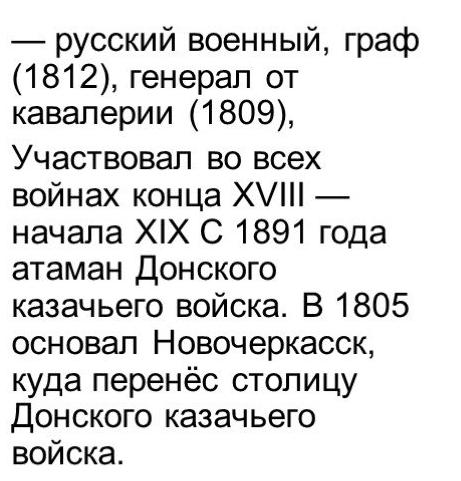 — русский военный, граф
(1812), генерал от
кавалерии (1809),
Участвовал во всех
войнах конца XVIII —
начала XIX С 1891 года
атаман Донского
казачьего войска. В 1805
основал Новочеркасск,
куда перенёс столицу
Донского казачьего
войска.